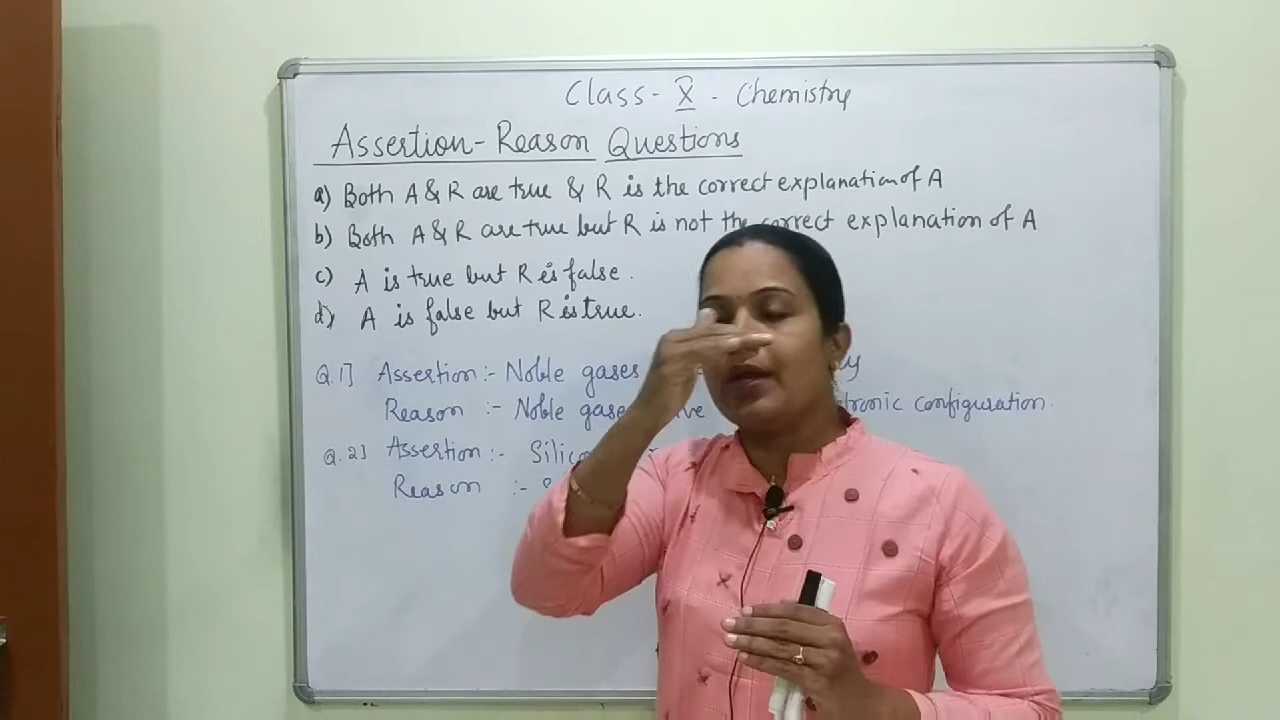 Class - X - Chemistry
Assertion - Reason Questions
a) Both A & R are true & R is the correct explanation of A
b) Both A & R are true but R is not the correct explanation of A
c) A is true but R is false.
d) A is false but R is true.
Q.1] Assertion :- Noble gases
Reason :- Noble gases configuration.
Q.2] Assertion :-
Reason :-